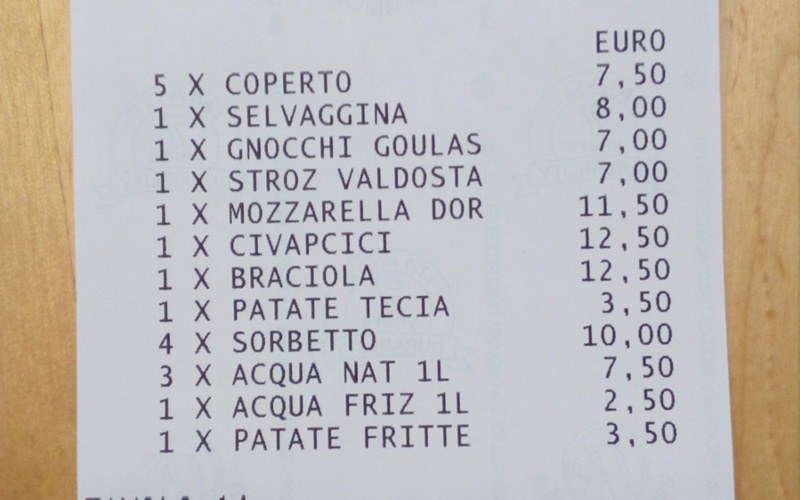 EURO
5 X COPERTO 7,50
1 X SELVAGGINA 8,00
1 X GNOCCHI GOULAS 7,00
1 X STROZ VALDOSTA 7,00
1 X MOZZARELLA DOR 11,50
1 X CIVAPCICI 12,50
1 X BRACIOLA 12,50
1 X PATATE TECIA 3,50
4 X SORBETTO 10,00
3 X ACQUA NAT 1L 7,50
1 X ACQUA FRIZ 1L 2,50
1 X PATATE FRITTE 3,50